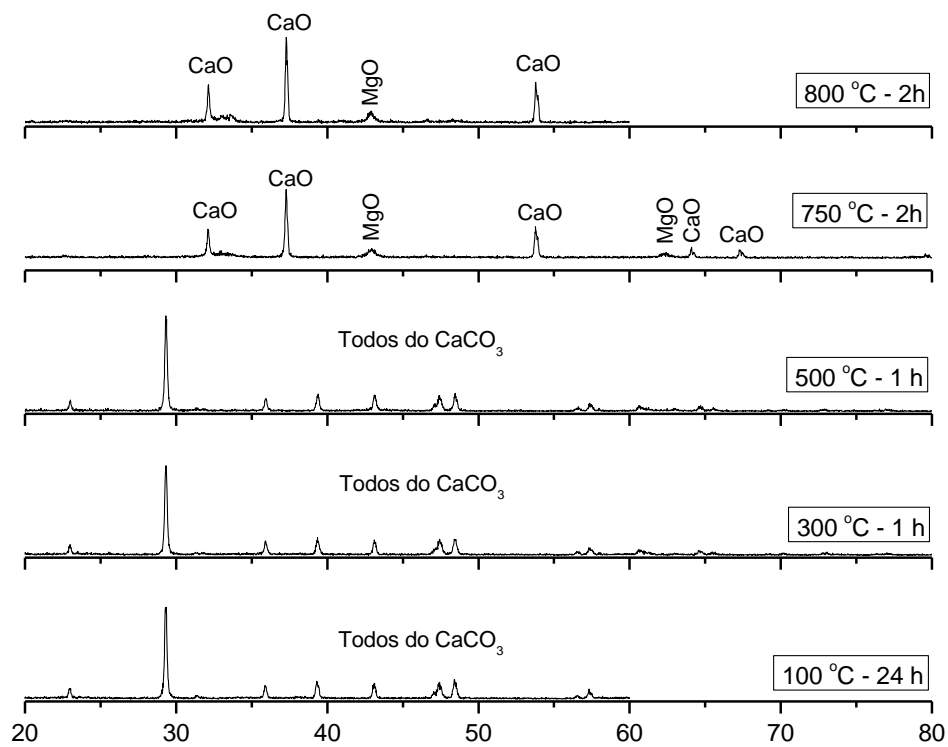 CaO
CaO
MgO
CaO
800 °C - 2h
CaO
CaO
MgO
CaO
MgO
CaO
CaO
750 °C - 2h
Todos do CaCO₃
500 °C - 1 h
Todos do CaCO₃
300 °C - 1 h
Todos do CaCO₃
100 °C - 24 h
20 30 40 50 60 70 80